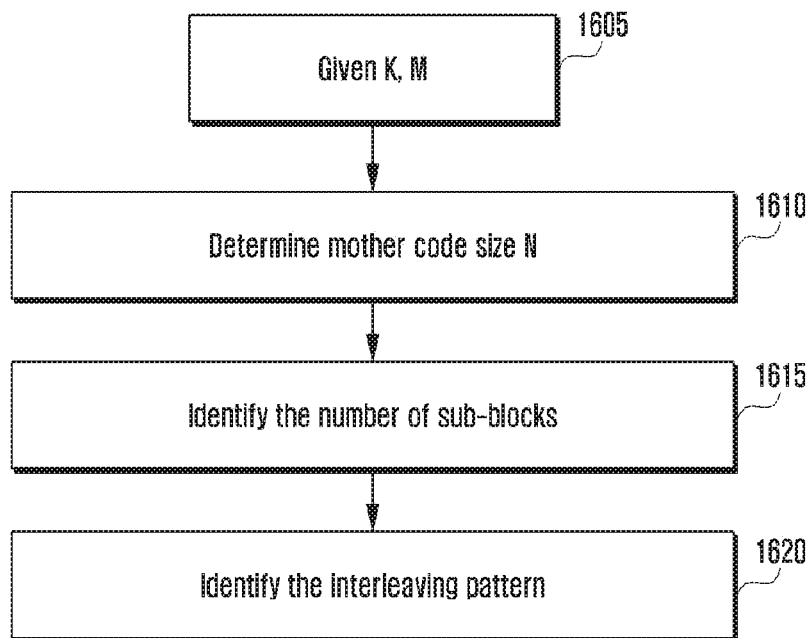 1605
Given K, M
1610
Determine mother code size N
1615
Identify the number of sub-blocks
1620
Identify the interleaving pattern